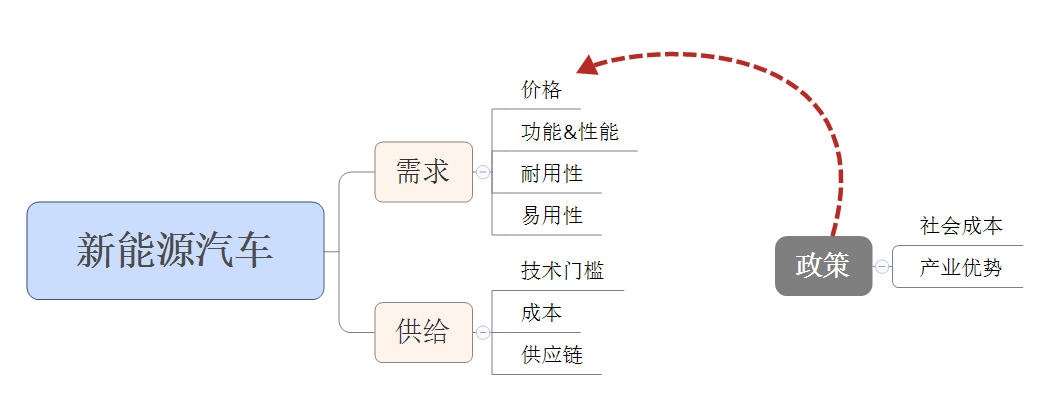 新能源汽车
需求
价格
功能&性能
耐用性
易用性
供给
技术门槛
成本
供应链
政策
社会成本
产业优势